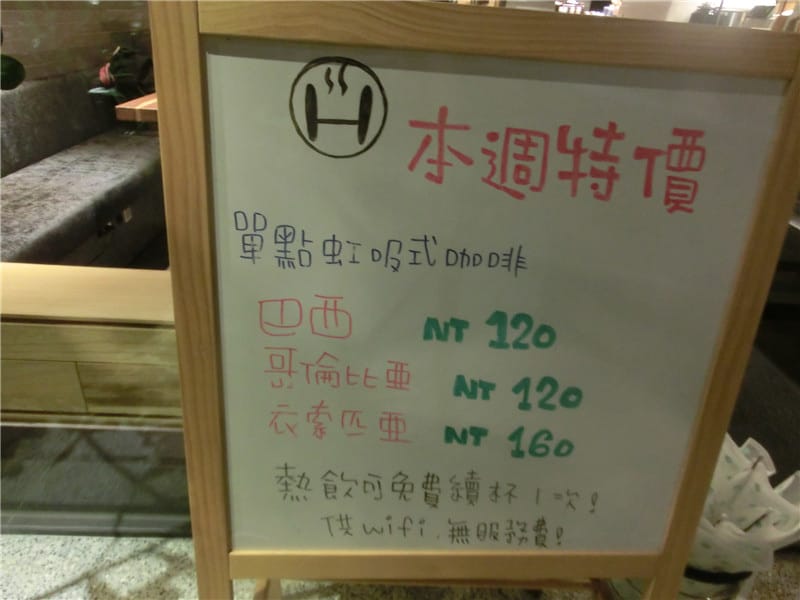 H
本週特價
單點虹吸式咖啡
巴西 NT 120
哥倫比亞 NT 120
衣索匹亞 NT 160
熱飲可免費續杯1次!
供wifi.無服務費!